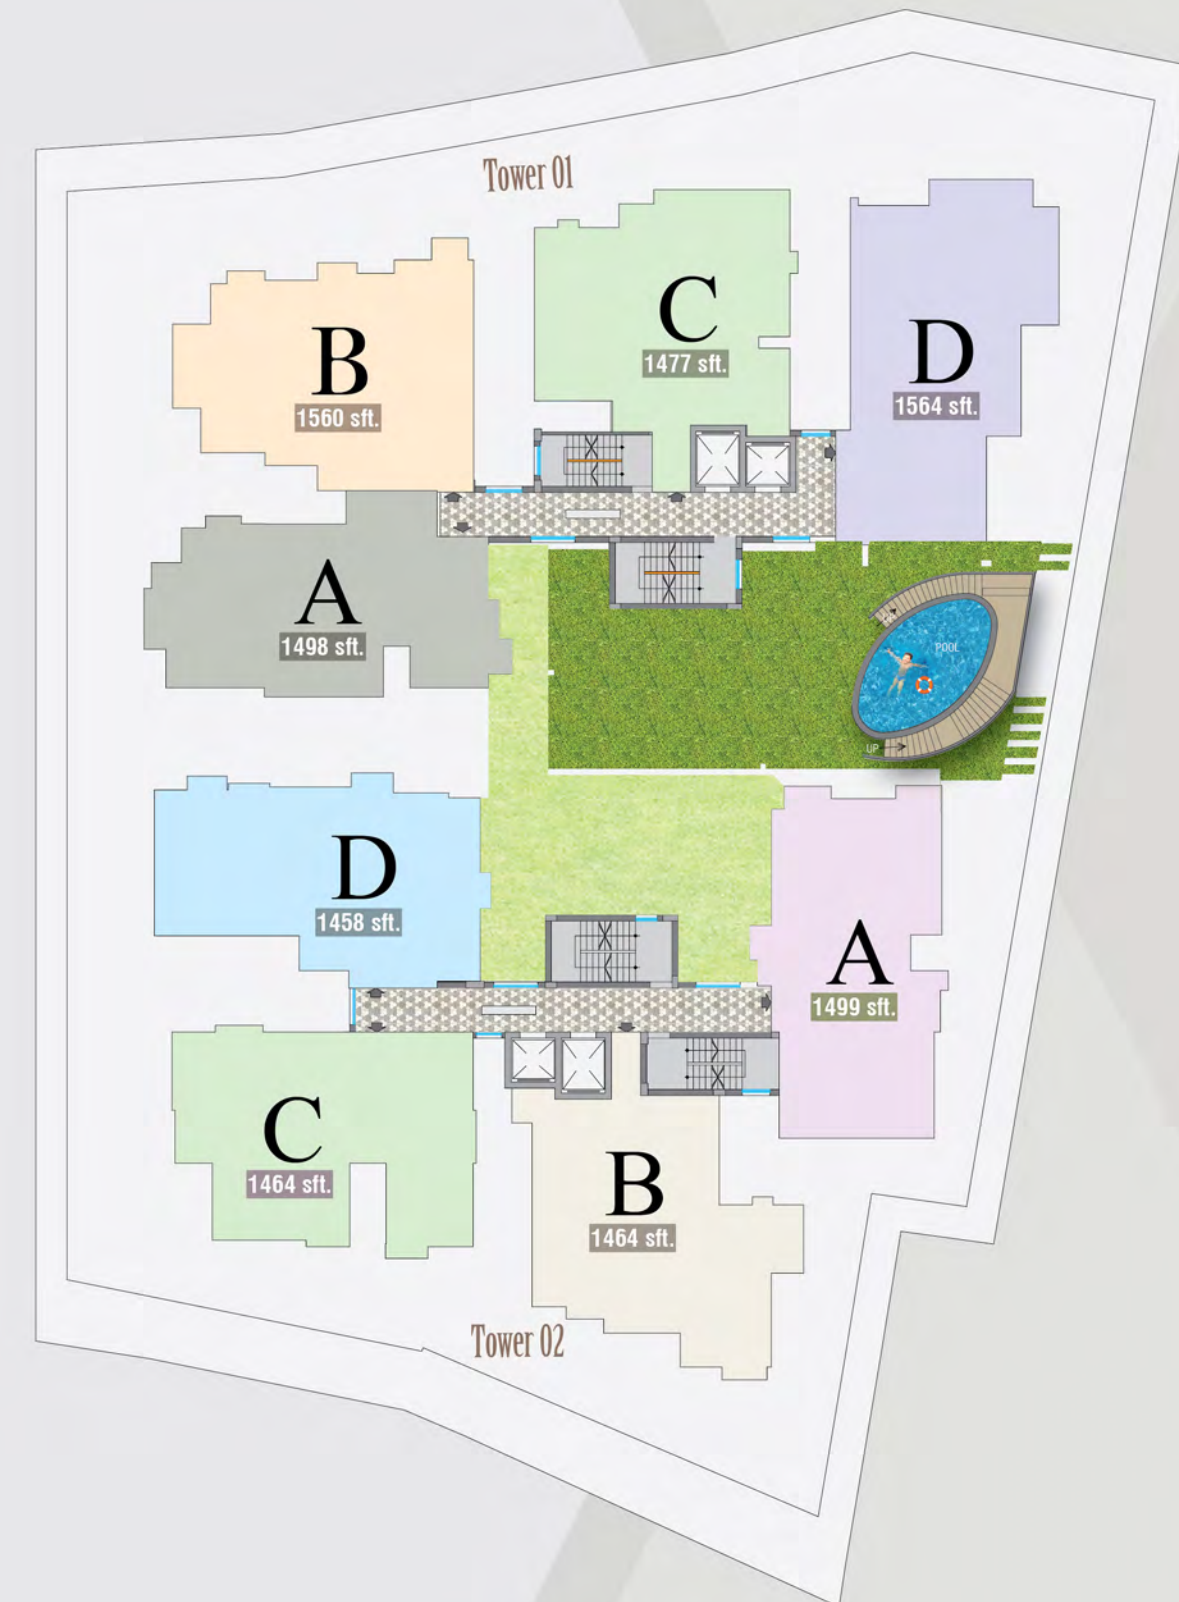 Tower 01
B
1560 sft.
C
1477 sft.
D
1564 sft.
A
1498 sft.
POOL
UP
D
1458 sft.
A
1499 sft.
C
1464 sft.
B
1464 sft.
Tower 02